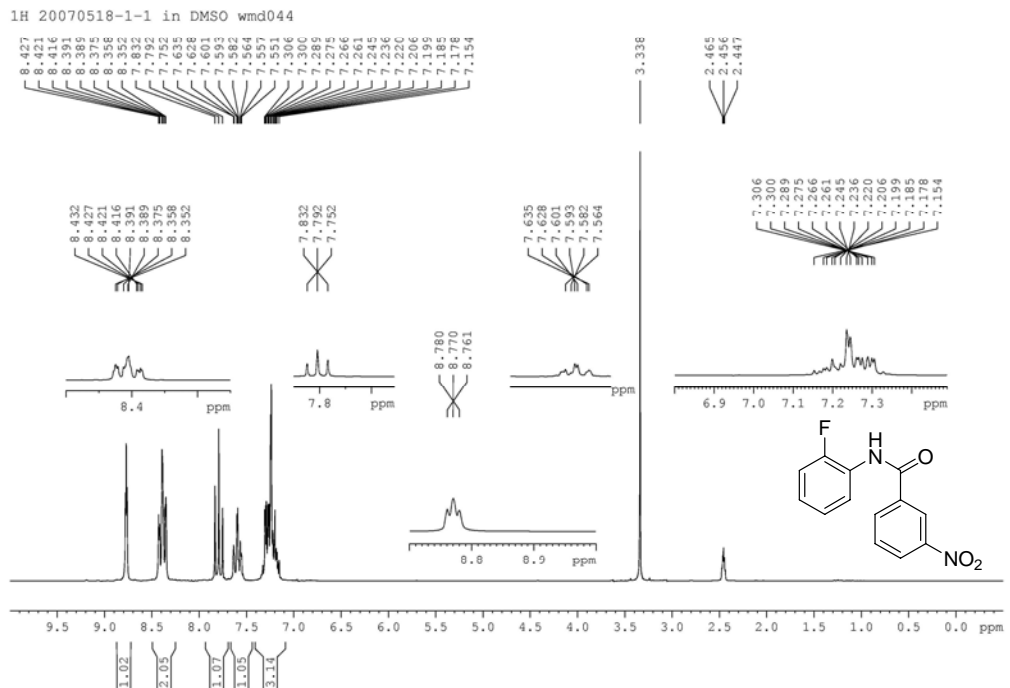 1H 20070518-1-1 in DMSO wmd044
8.427 8.421 8.416 8.391 8.389 8.375 8.358 8.352 7.832 7.792 7.752 7.635 7.628 7.601 7.593 7.582 7.564 7.557 7.551 7.306 7.300 7.289 7.275 7.266 7.261 7.245 7.236 7.220 7.206 7.199 7.185 7.178 7.154 3.338 2.465 2.456 2.447
8.432 8.427 8.421 8.416 8.391 8.389 8.375 8.358 8.352
7.832 7.792 7.752
7.635 7.628 7.601 7.593 7.582 7.564
7.306 7.300 7.289 7.275 7.266 7.261 7.245 7.236 7.220 7.206 7.199 7.185 7.178 7.154
8.4 ppm
7.8 ppm
8.780 8.770 8.761
ppm
6.9 7.0 7.1 7.2 7.3 ppm
F
H
N
O
NO2
8.8 8.9 ppm
9.5 9.0 8.5 8.0 7.5 7.0 6.5 6.0 5.5 5.0 4.5 4.0 3.5 3.0 2.5 2.0 1.5 1.0 0.5 0.0 ppm
1.02 2.05 1.07 1.05 3.14